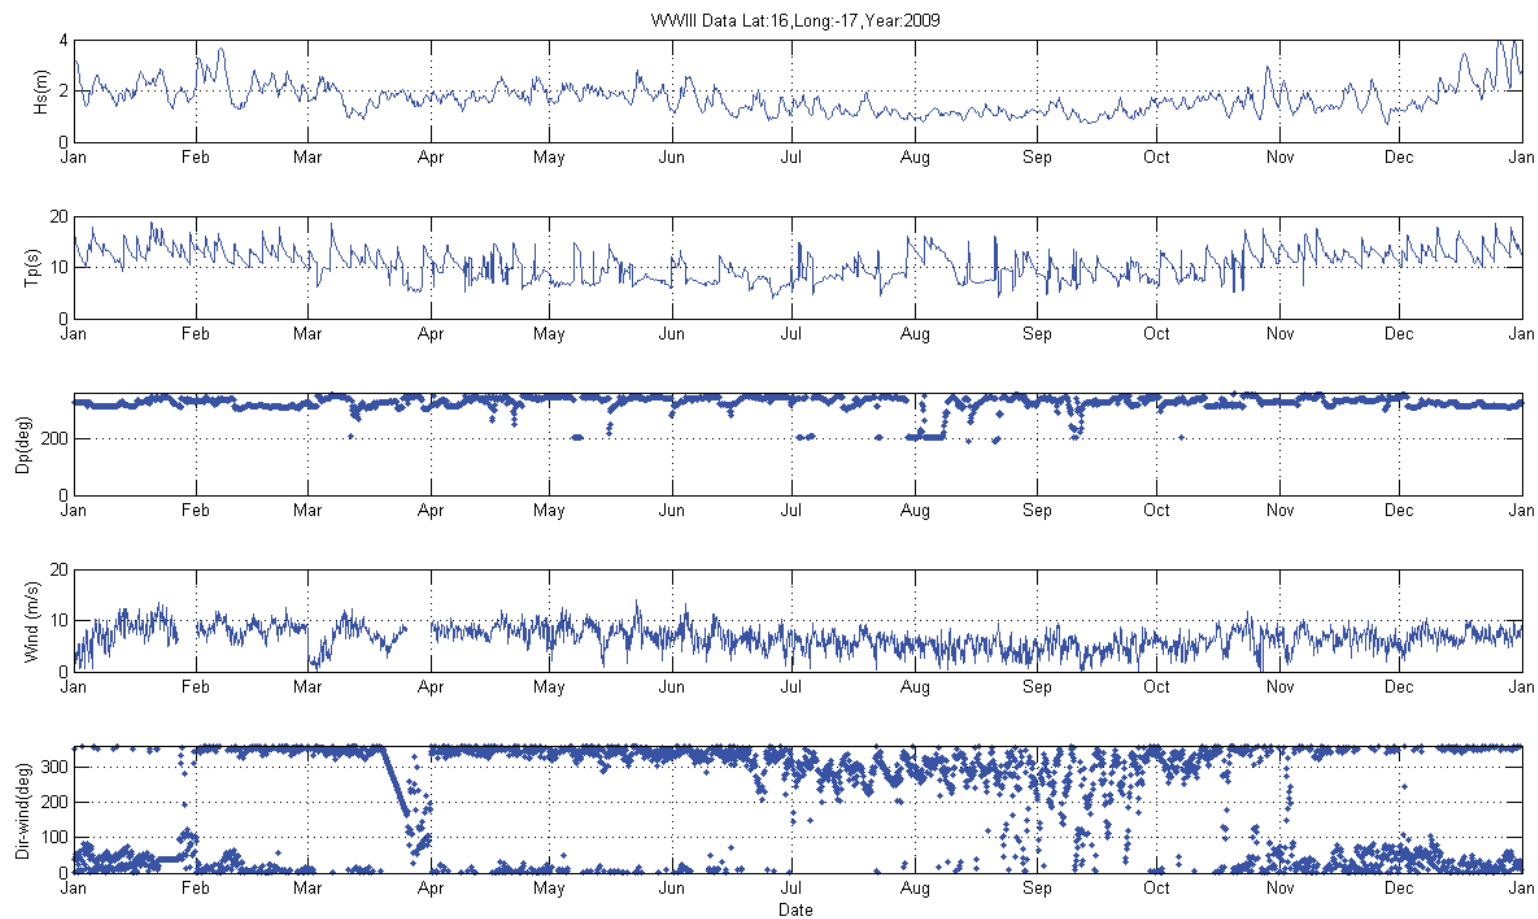 WWIII Data Lat:16,Long:-17,Year:2009
Hs(m)
4
2
0
Jan Feb Mar Apr May Jun Jul Aug Sep Oct Nov Dec Jan
Tp(s)
20
10
0
Jan Feb Mar Apr May Jun Jul Aug Sep Oct Nov Dec Jan
Dp(deg)
200
0
Jan Feb Mar Apr May Jun Jul Aug Sep Oct Nov Dec Jan
Wind (m/s)
20
10
0
Jan Feb Mar Apr May Jun Jul Aug Sep Oct Nov Dec Jan
Dir-wind(deg)
300
200
100
0
Jan Feb Mar Apr May Jun Jul Aug Sep Oct Nov Dec Jan
Date